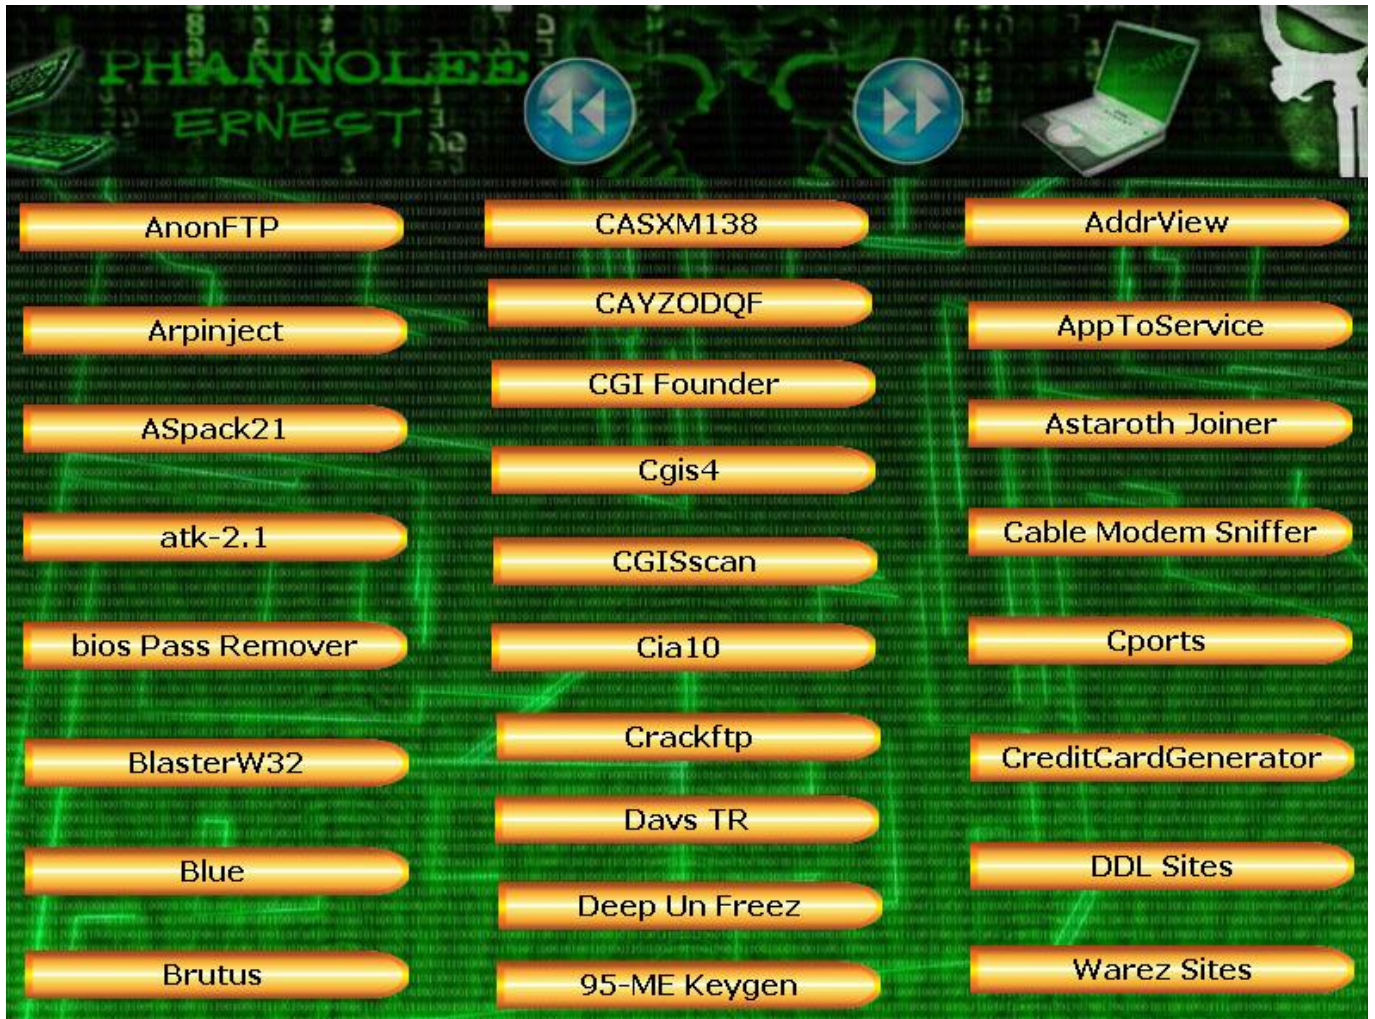 PHANNOLEE
ERNEST
AnonFTP
Arpinject
ASpack21
atk-2.1
bios Pass Remover
BlasterW32
Blue
Brutus
CASXM138
CAYZODQF
CGI Founder
Cgis4
CGISscan
Cia10
Crackftp
Davs TR
Deep Un Freez
95-ME Keygen
AddrView
AppToService
Astaroth Joiner
Cable Modem Sniffer
Cports
CreditCardGenerator
DDL Sites
Warez Sites